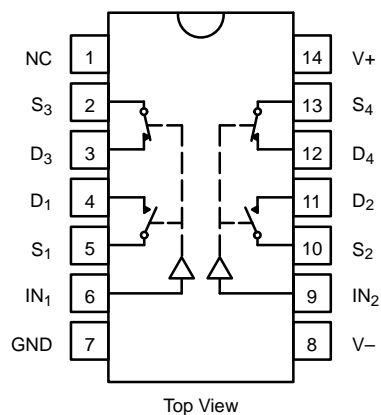 NC 1 14 V+
S₃ 2 13 S₄
D₃ 3 12 D₄
D₁ 4 11 D₂
S₁ 5 10 S₂
IN₁ 6 9 IN₂
GND 7 8 V–
Top View